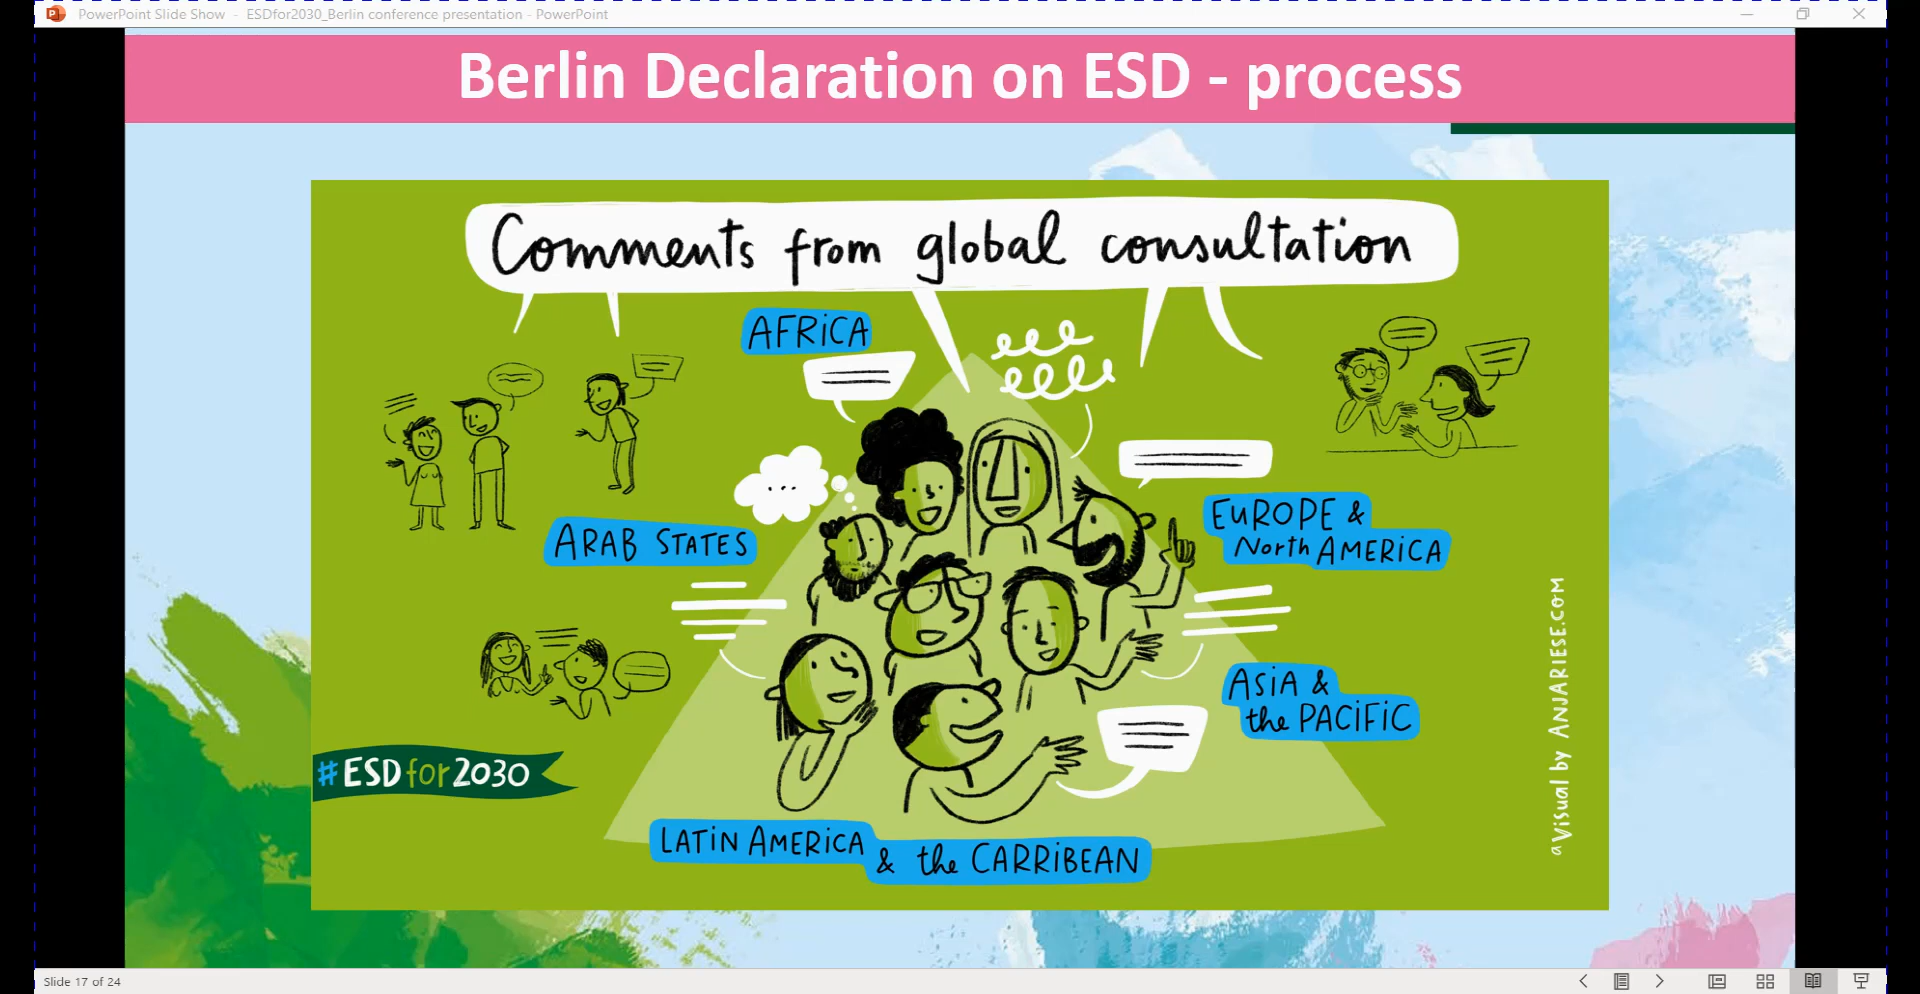 PowerPoint Slide Show - ESDfor2030_Berlin conference presentation - PowerPoint
Berlin Declaration on ESD - process
Comments from global consultation
AFRICA
ARAB STATES
EUROPE &
North AMERICA
ASIA &
the PACIFIC
#ESDfor2030
LATIN AMERICA
& the CARRIBEAN
a Visual by ANJARIESE.COM
Slide 17 of 24